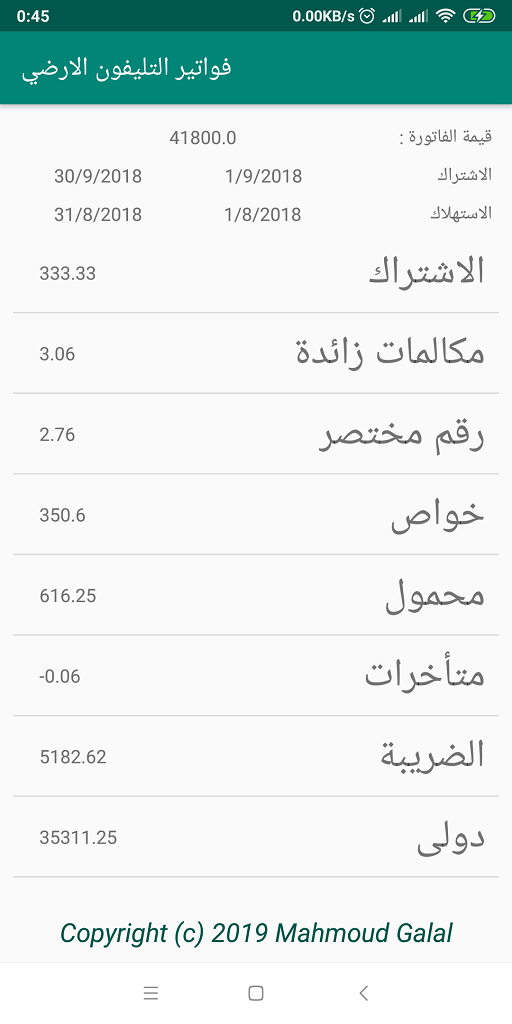 0:45 0.00KB/s
فواتير التليفون الارضي
قيمة الفاتورة : 41800.0
الاشتراك 1/9/2018 30/9/2018
الاستهلاك 1/8/2018 31/8/2018
الاشتراك 333.33
مكالمات زائدة 3.06
رقم مختصر 2.76
خواص 350.6
محمول 616.25
متأخرات -0.06
الضريبة 5182.62
دولى 35311.25
Copyright (c) 2019 Mahmoud Galal